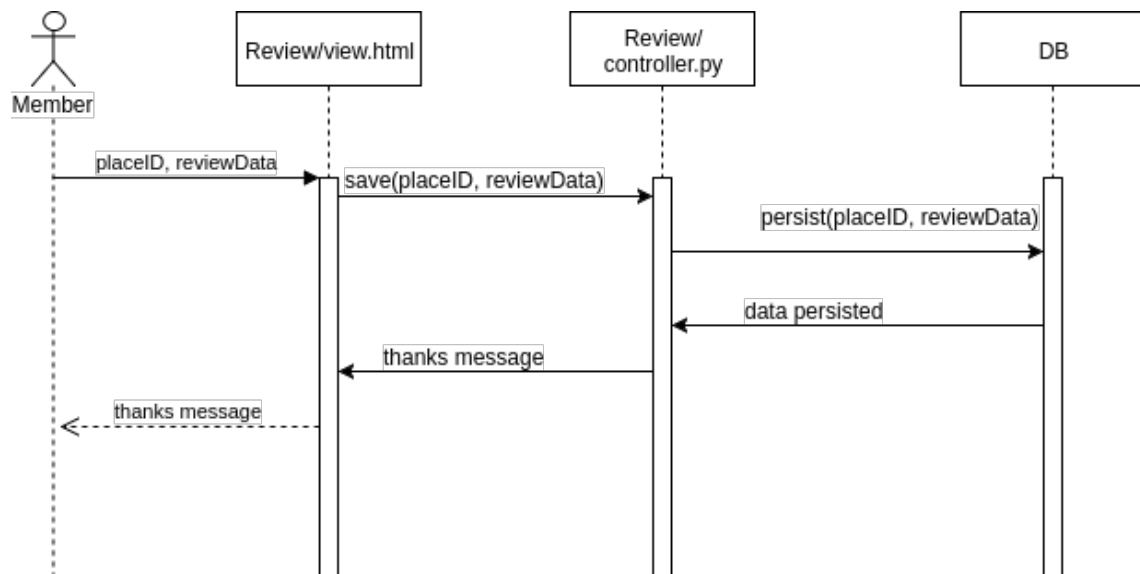 Review/view.html
Review/
controller.py
DB
Member
placeID, reviewData
save(placeID, reviewData)
persist(placeID, reviewData)
data persisted
thanks message
thanks message